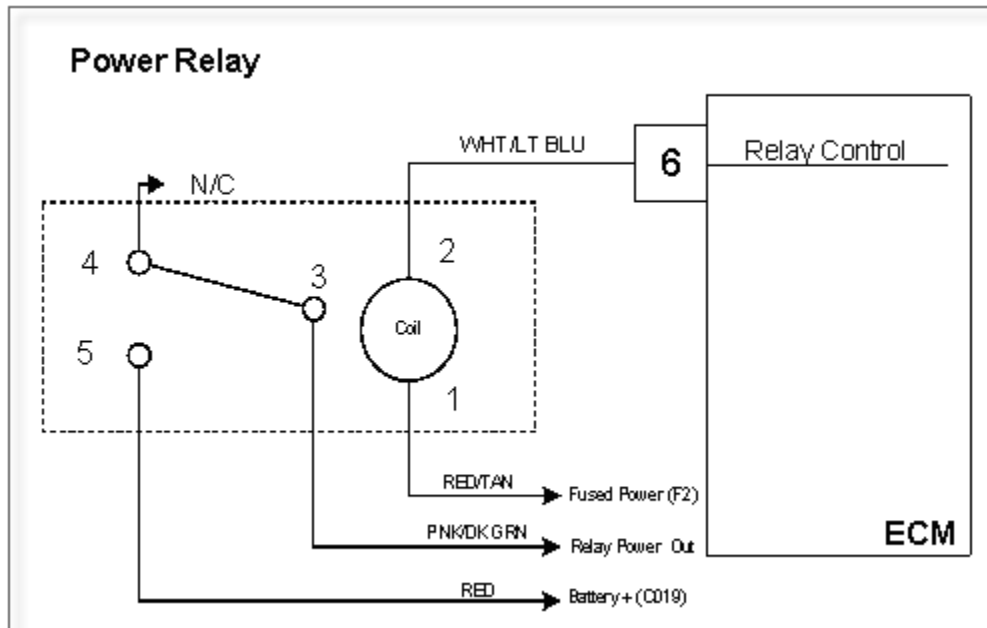 Power Relay
WHT/LT BLU
6
Relay Control
N/C
4
3
2
5
Coil
1
RED/TAN
Fused Power (F2)
PNK/DK GRN
Relay Power Out
ECM
RED
Battery + (C019)